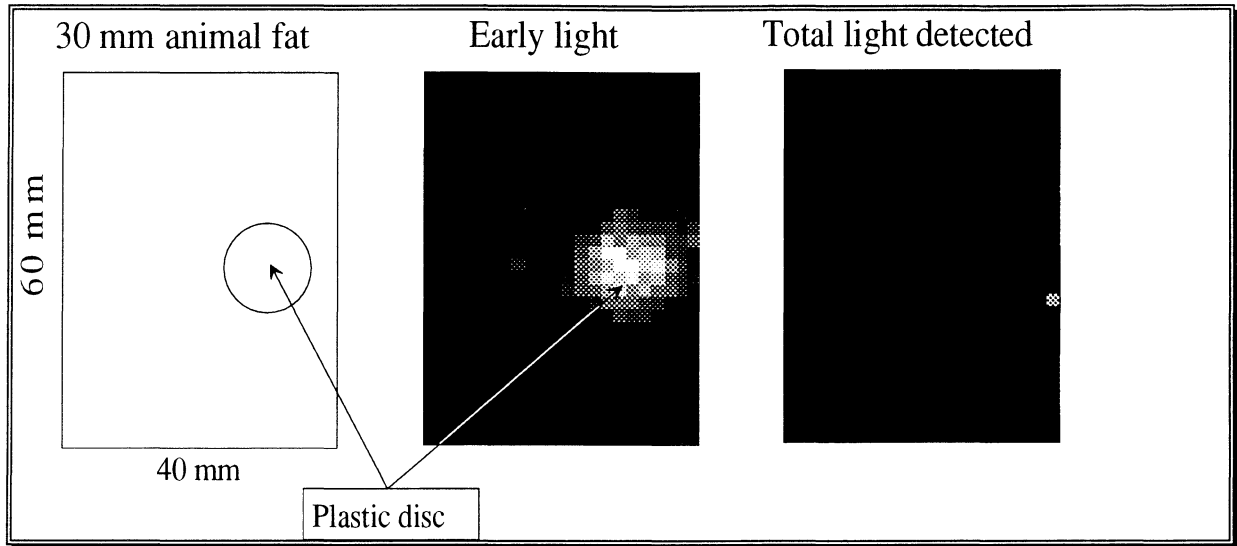 30 mm animal fat
Early light
Total light detected
60 mm
40 mm
Plastic disc